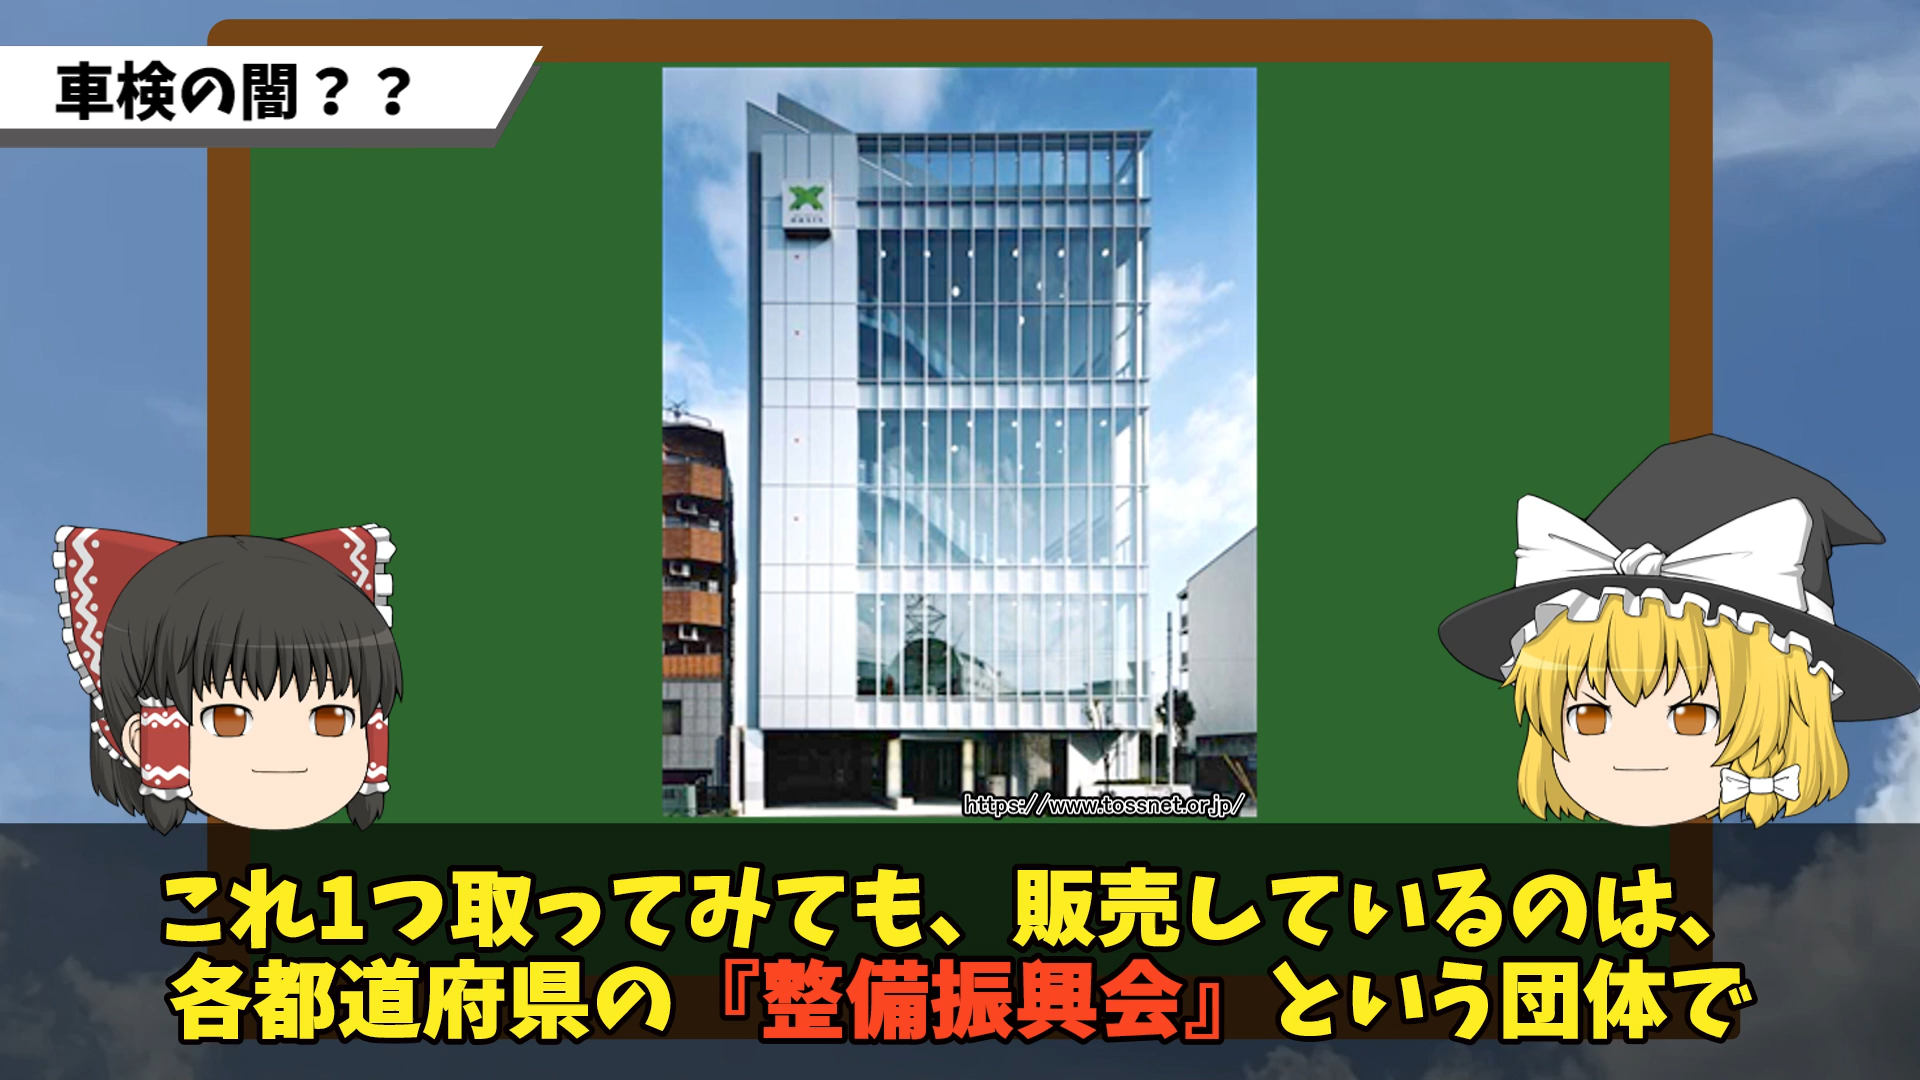 車検の闇？？
https://www.tossnet.or.jp/
これ1つ取ってみても、販売しているのは、
各都道府県の『整備振興会』という団体で